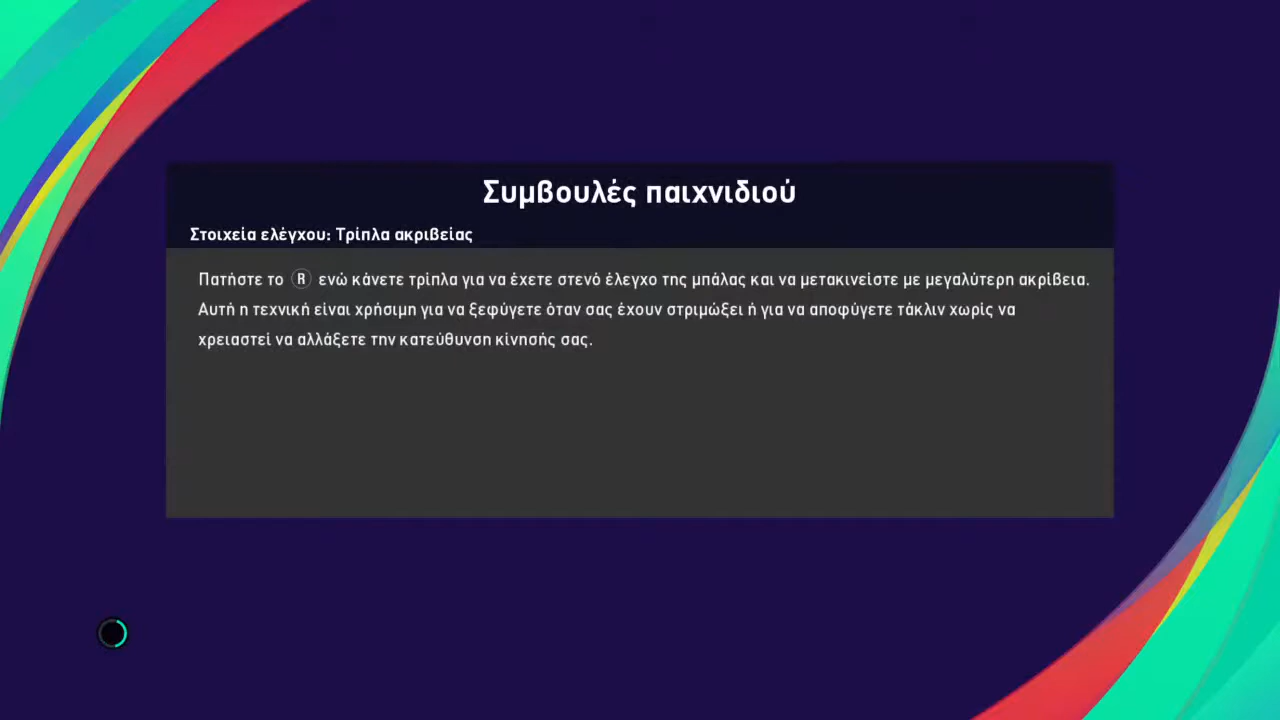 Συμβουλές παιχνιδιού
Στοιχεία ελέγχου: Τρίπλα ακριβείας
Πατήστε το R ενώ κάνετε τρίπλα για να έχετε στενό έλεγχο της μπάλας και να μετακινείστε με μεγαλύτερη ακρίβεια.
Αυτή η τεχνική είναι χρήσιμη για να ξεφύγετε όταν σας έχουν στριμώξει ή για να αποφύγετε τάκλιν χωρίς να
χρειαστεί να αλλάξετε την κατεύθυνση κίνησής σας.